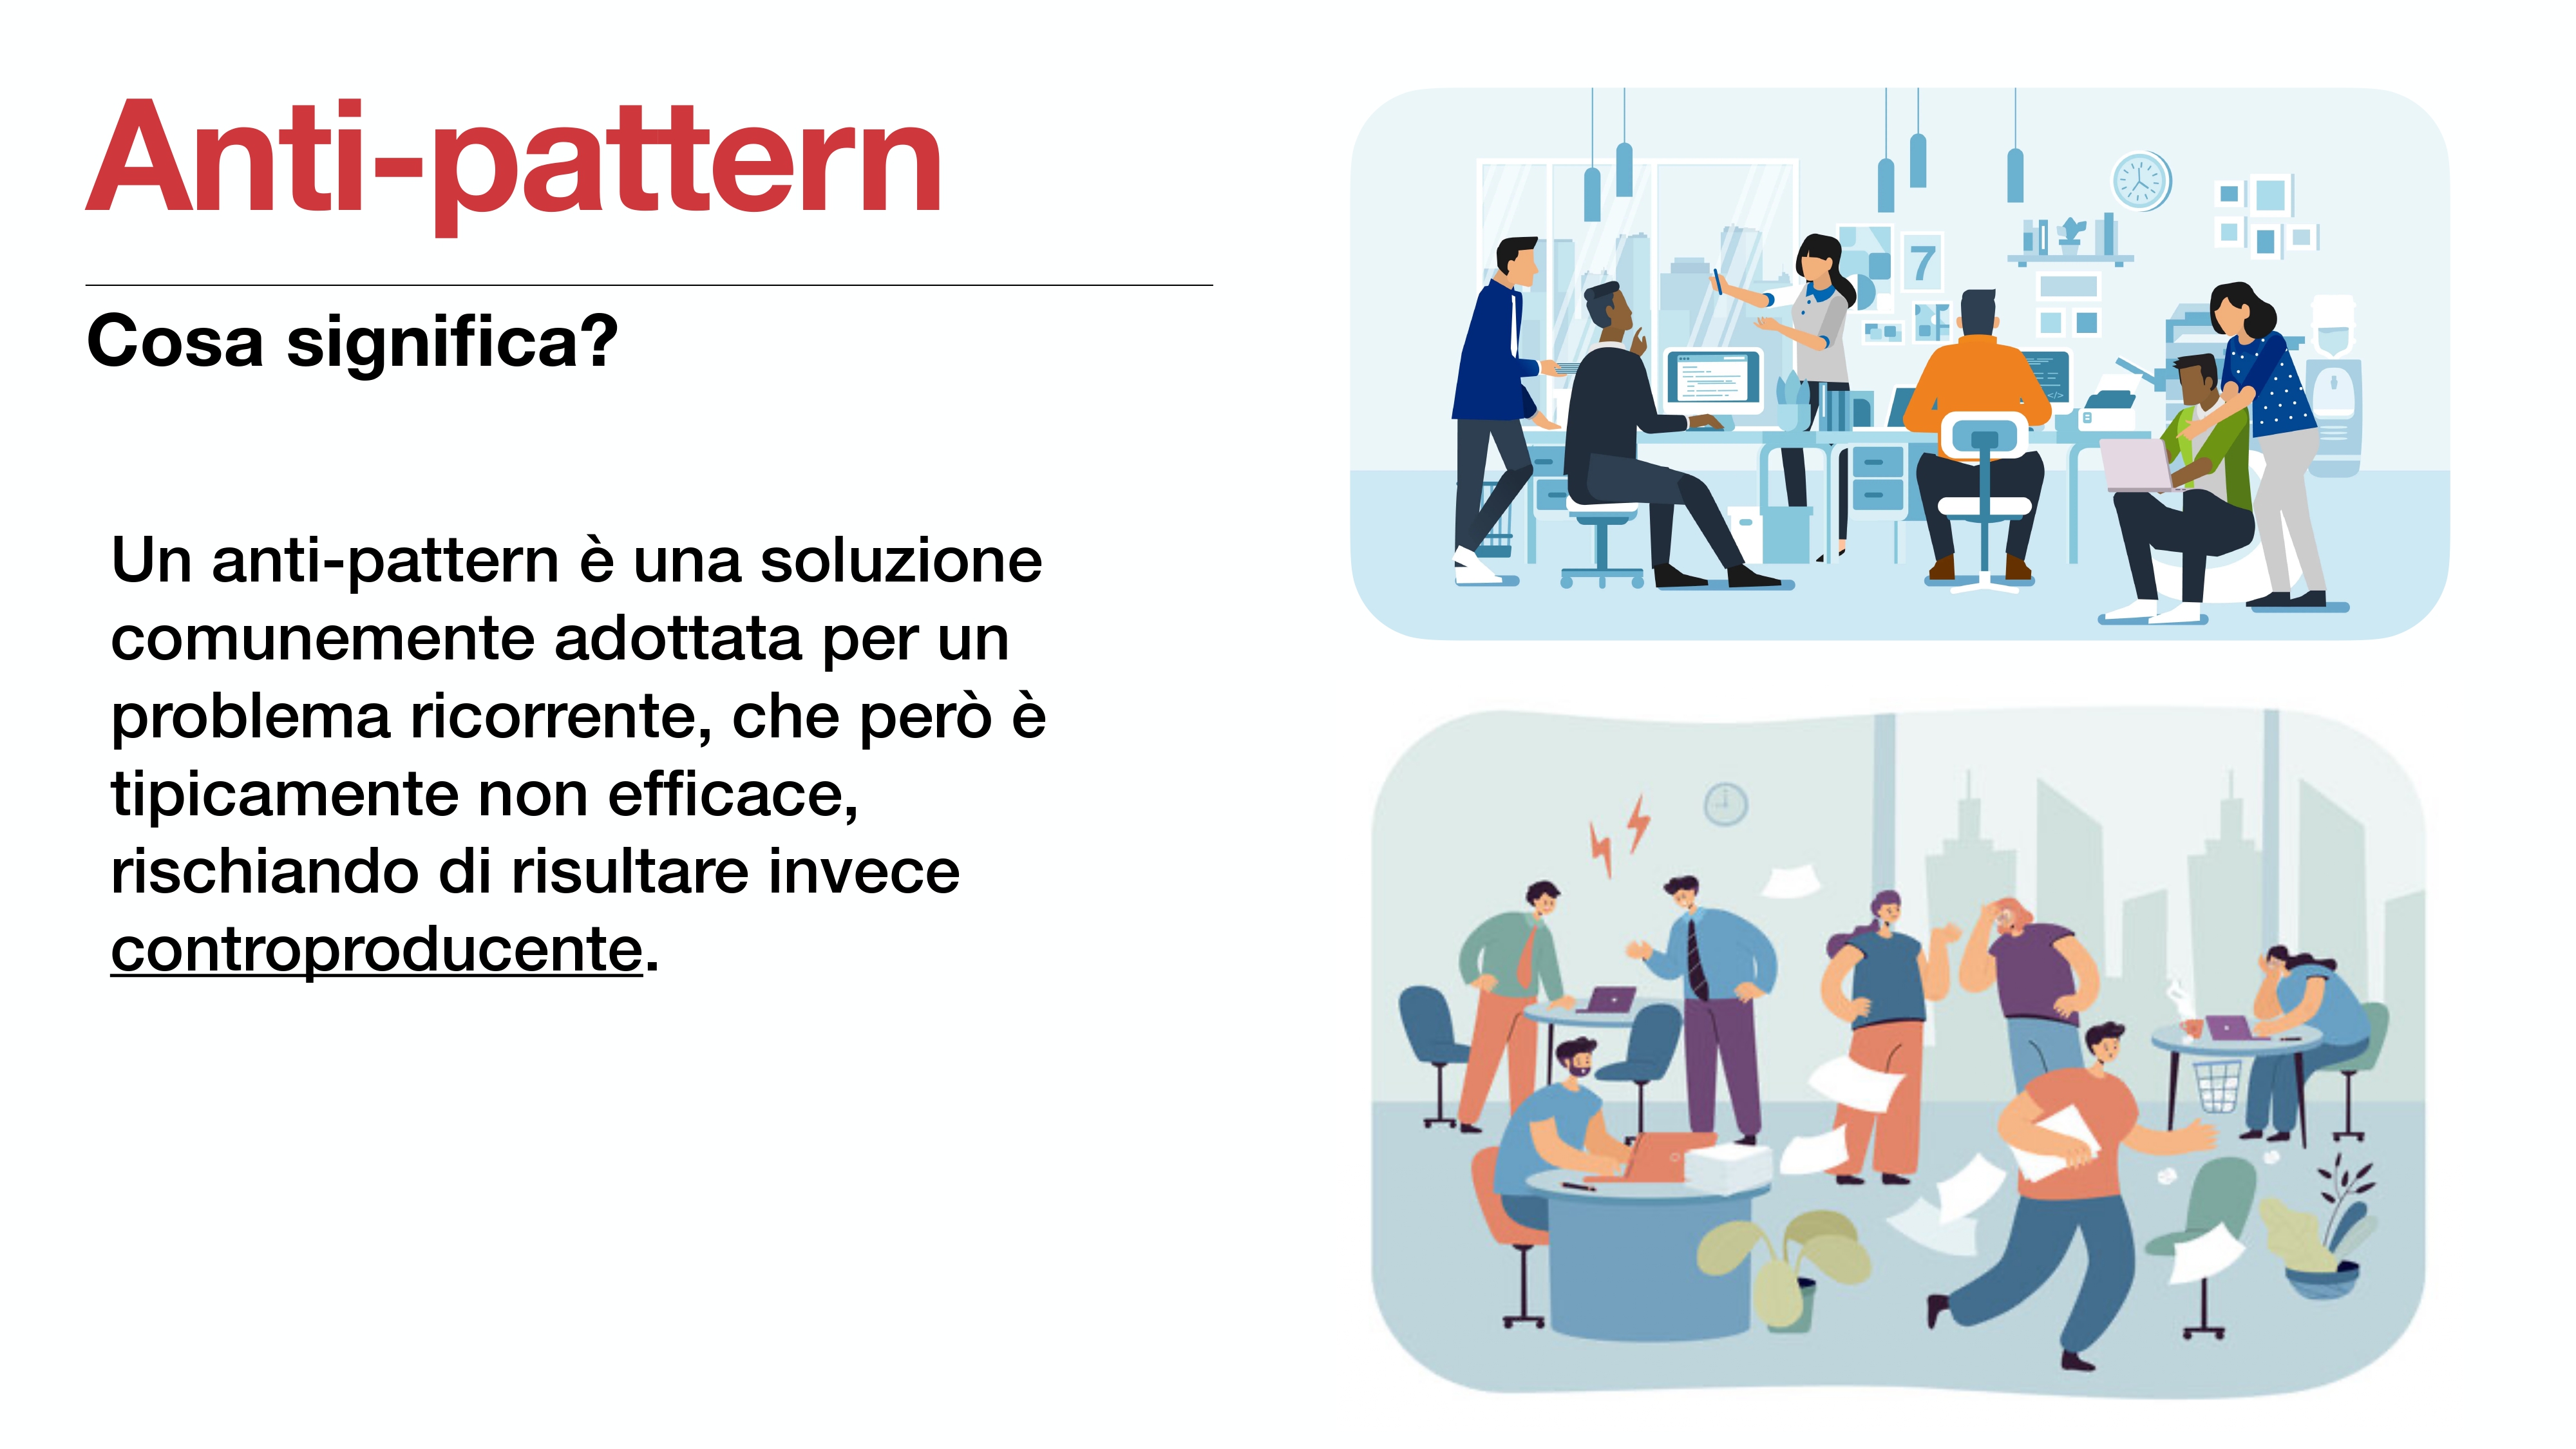 Anti-pattern
Cosa significa?
Un anti-pattern è una soluzione
comunemente adottata per un
problema ricorrente, che però è
tipicamente non efficace,
rischiando di risultare invece
controproducente.
7